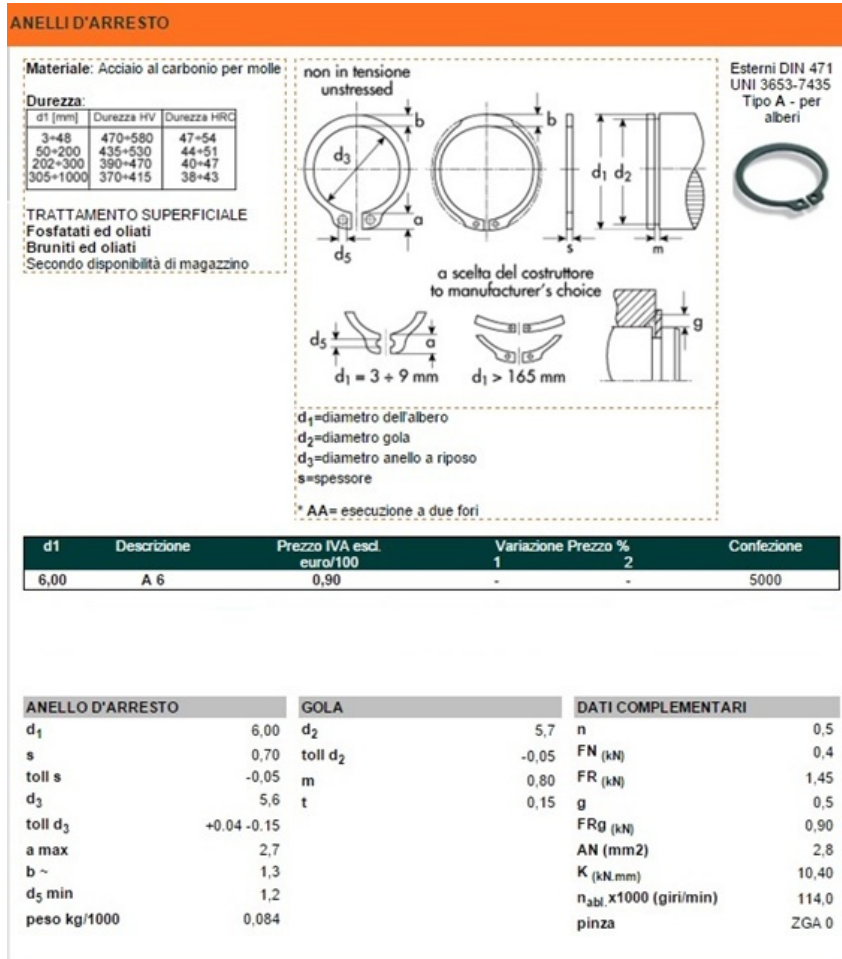 ANELLI D'ARRESTO
Materiale: Acciaio al carbonio per molle
Durezza:
d1 [mm] Durezza HV Durezza HRC
3÷48 470÷580 47÷54
50÷200 435÷530 44÷51
202÷300 390÷470 40÷47
305÷1000 370÷415 38÷43
TRATTAMENTO SUPERFICIALE
Fosfatati ed oliati
Bruniti ed oliati
Secondo disponibilità di magazzino
non in tensione
unstressed
b
b
d3
d1 d2
a
d5
s
m
a scelta del costruttore
to manufacturer's choice
d5
a
g
d1 = 3 ÷ 9 mm
d1 > 165 mm
Esterni DIN 471
UNI 3653-7435
Tipo A - per
alberi
d1=diametro dell'albero
d2=diametro gola
d3=diametro anello a riposo
s=spessore
* AA= esecuzione a due fori
d1 Descrizione Prezzo IVA escl. Variazione Prezzo % Confezione
euro/100 1 2
6,00 A 6 0,90 - - 5000
ANELLO D'ARRESTO
d1 6,00
s 0,70
toll s -0,05
d3 5,6
toll d3 +0.04 -0.15
a max 2,7
b ~ 1,3
d5 min 1,2
peso kg/1000 0,084
GOLA
d2 5,7
toll d2 -0,05
m 0,80
t 0,15
DATI COMPLEMENTARI
n 0,5
FN (kN) 0,4
FR (kN) 1,45
g 0,5
FRg (kN) 0,90
AN (mm2) 2,8
K (kN.mm) 10,40
nabl.x1000 (giri/min) 114,0
pinza ZGA 0